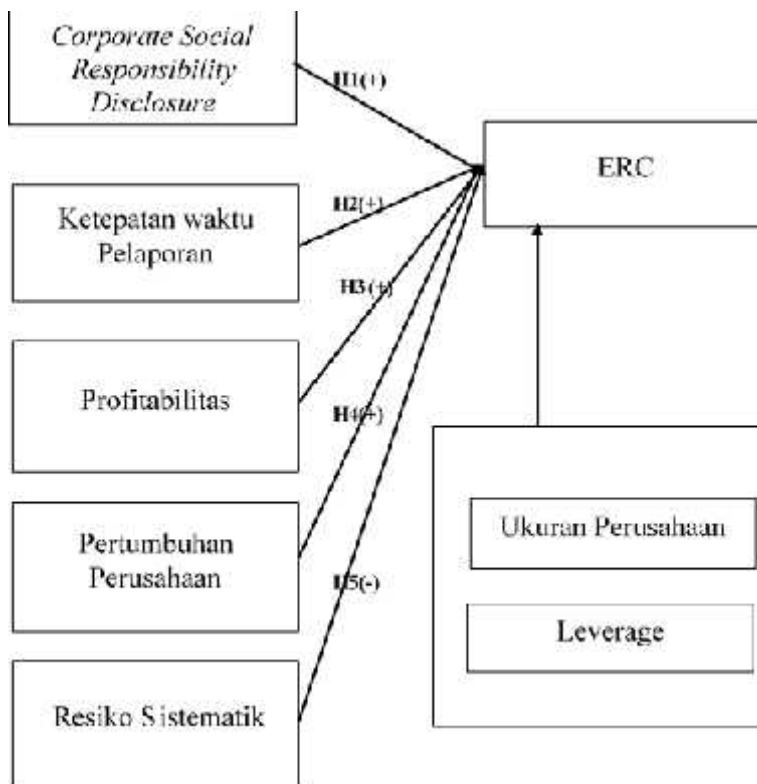 Corporate Social
Responsibility
Disclosure
H1(+)
ERC
Ketepatan waktu
Pelaporan
H2(+)
H3(+)
Profitabilitas
H4(+)
Pertumbuhan
Perusahaan
H5(-)
Resiko Sistematik
Ukuran Perusahaan
Leverage